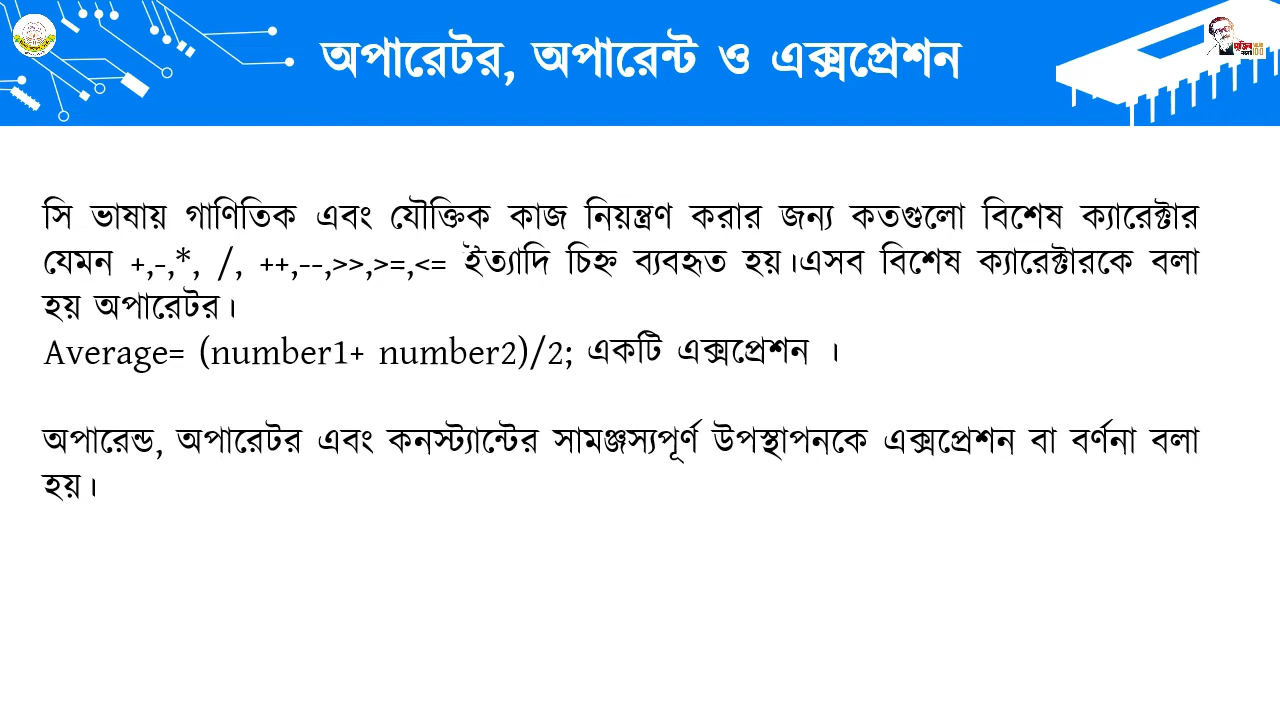 অপারেটর, অপারেন্ট ও এক্সপ্রেশন
সি ভাষায় গাণিতিক এবং যৌক্তিক কাজ নিয়ন্ত্রণ করার জন্য কতগুলো বিশেষ ক্যারেক্টার
যেমন +,-,*, /, ++,--,>>,>=,<= ইত্যাদি চিহ্ন ব্যবহৃত হয়।এসব বিশেষ ক্যারেক্টারকে বলা
হয় অপারেটর।
Average= (number1+ number2)/2; একটি এক্সপ্রেশন ।
অপারেন্ড, অপারেটর এবং কনস্ট্যান্টের সামঞ্জস্যপূর্ণ উপস্থাপনকে এক্সপ্রেশন বা বর্ণনা বলা
হয়।